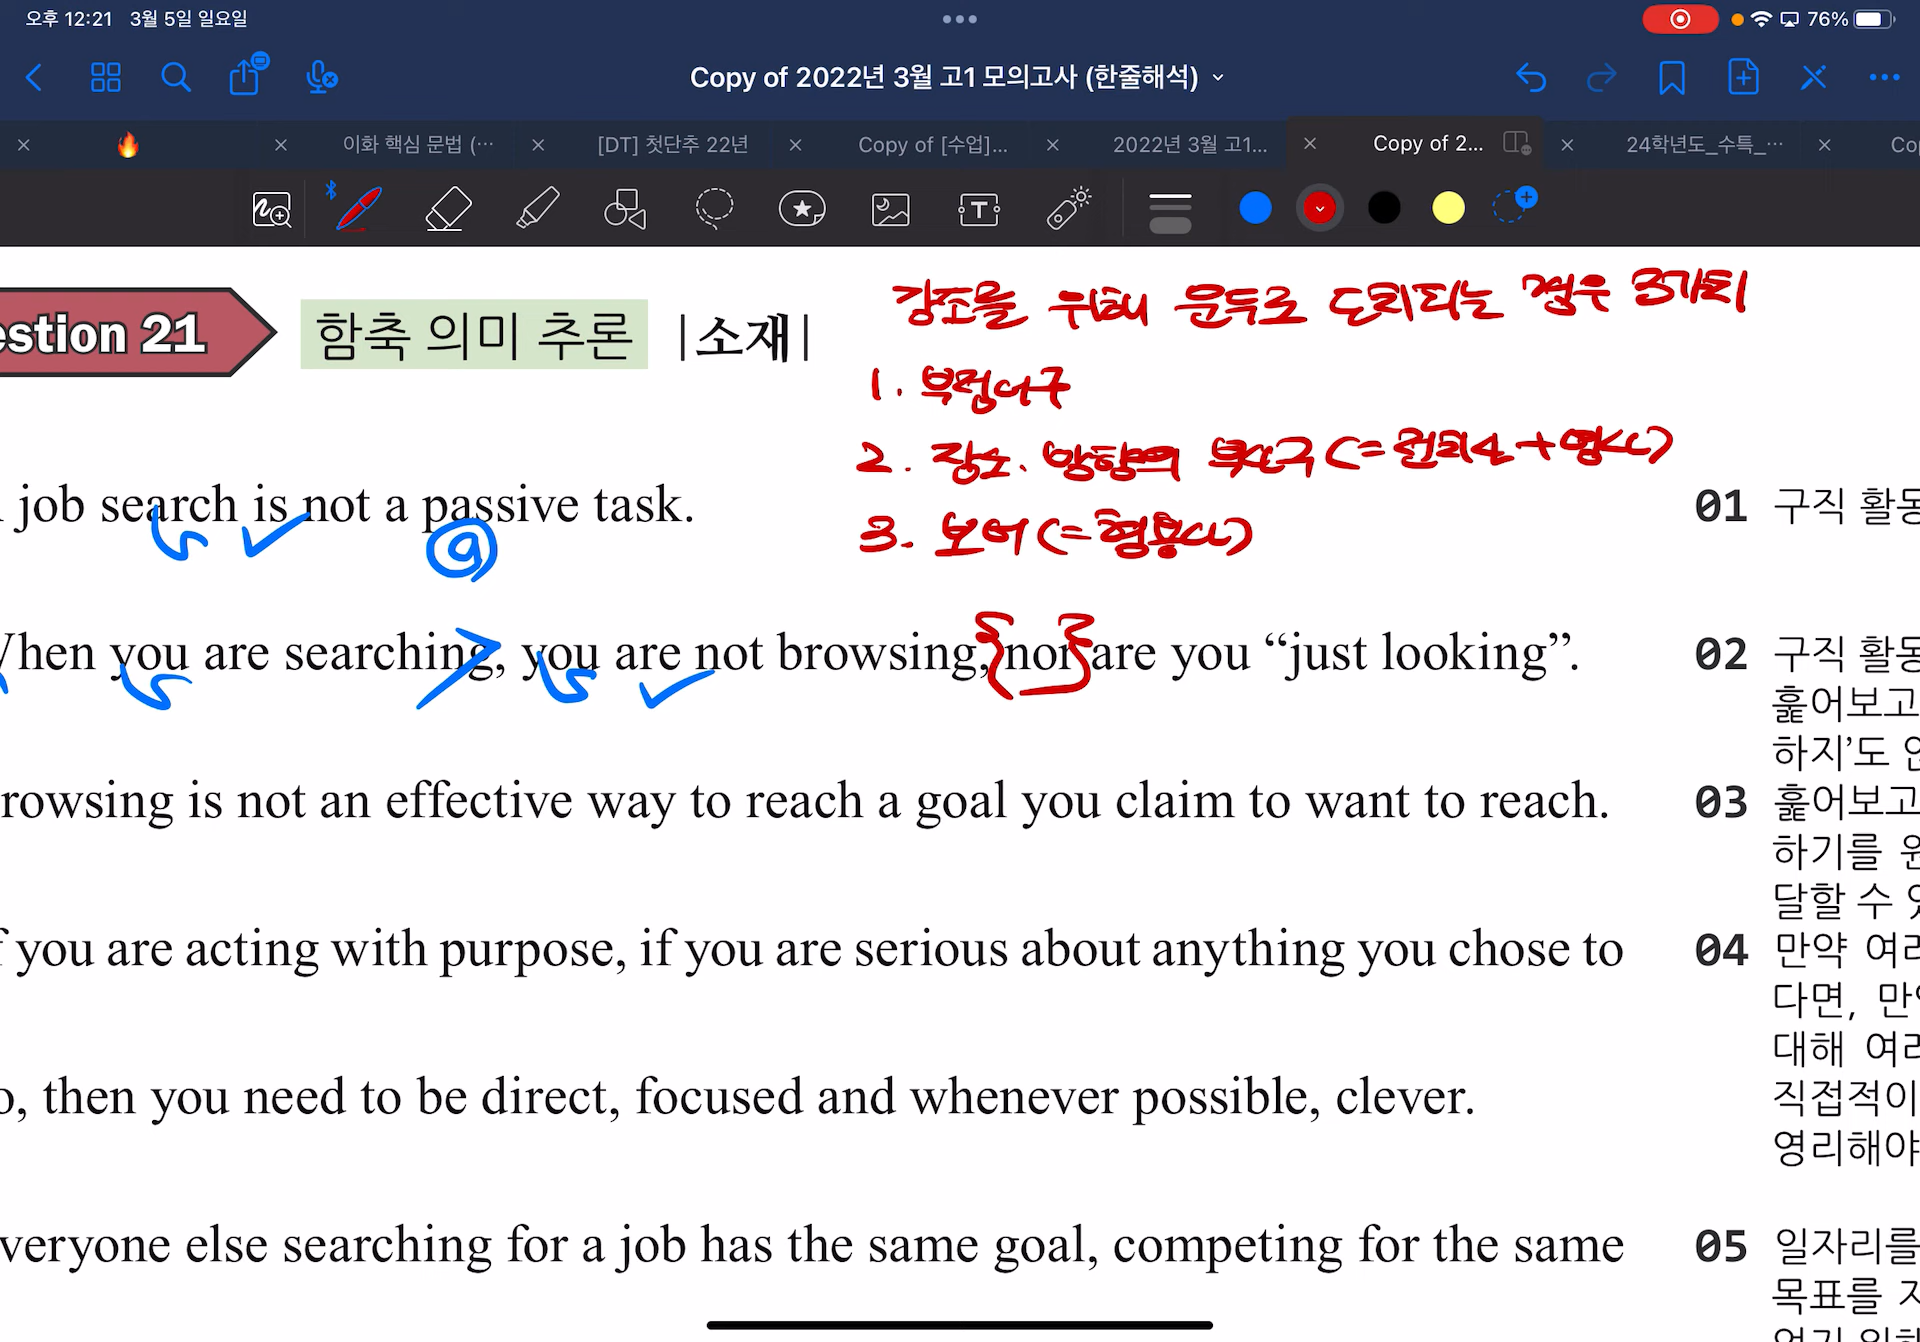 오후 12:21 3월 5일 일요일
76%
Copy of 2022년 3월 고1 모의고사 (한줄해석)
이화 핵심 문법 (…
[DT] 첫단추 22년
Copy of [수업]...
2022년 3월 고1...
Copy of 2...
24학년도_수특_…
Co
estion 21
함축 의미 추론 |소재|
강조를 위해 문두로 도치되는 경우 3가지
1. 부정어구
2. 장소. 방향의 부사구 (=전치사+명사)
3. 보어 (=형용사)
job search is not a passive task.
ⓐ
When you are searching, you are not browsing, nor are you “just looking”.
rowsing is not an effective way to reach a goal you claim to want to reach.
f you are acting with purpose, if you are serious about anything you chose to
o, then you need to be direct, focused and whenever possible, clever.
veryone else searching for a job has the same goal, competing for the same
01 구직 활동
02 구직 활동
훑어보고
하지’도 않
03 훑어보고
하기를 원
달할 수 있
04 만약 여러
다면, 만약
대해 여러
직접적이
영리해야
05 일자리를
목표를 지